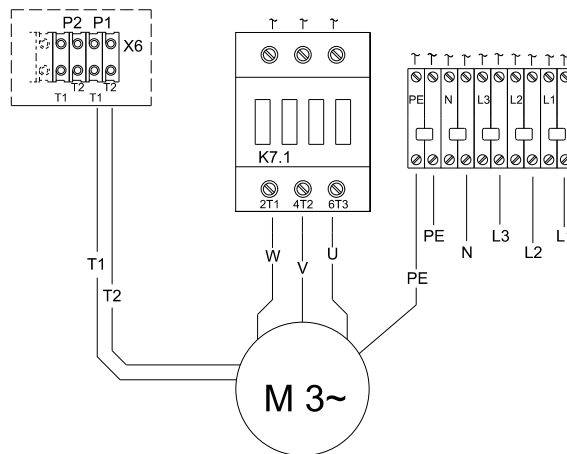 P2 P1
X6
T2 T2
T1 T1
K7.1
2T1 4T2 6T3
PE N L3 L2 L1
W V U
PE N L3 L2
PE
T1
T2
M 3~